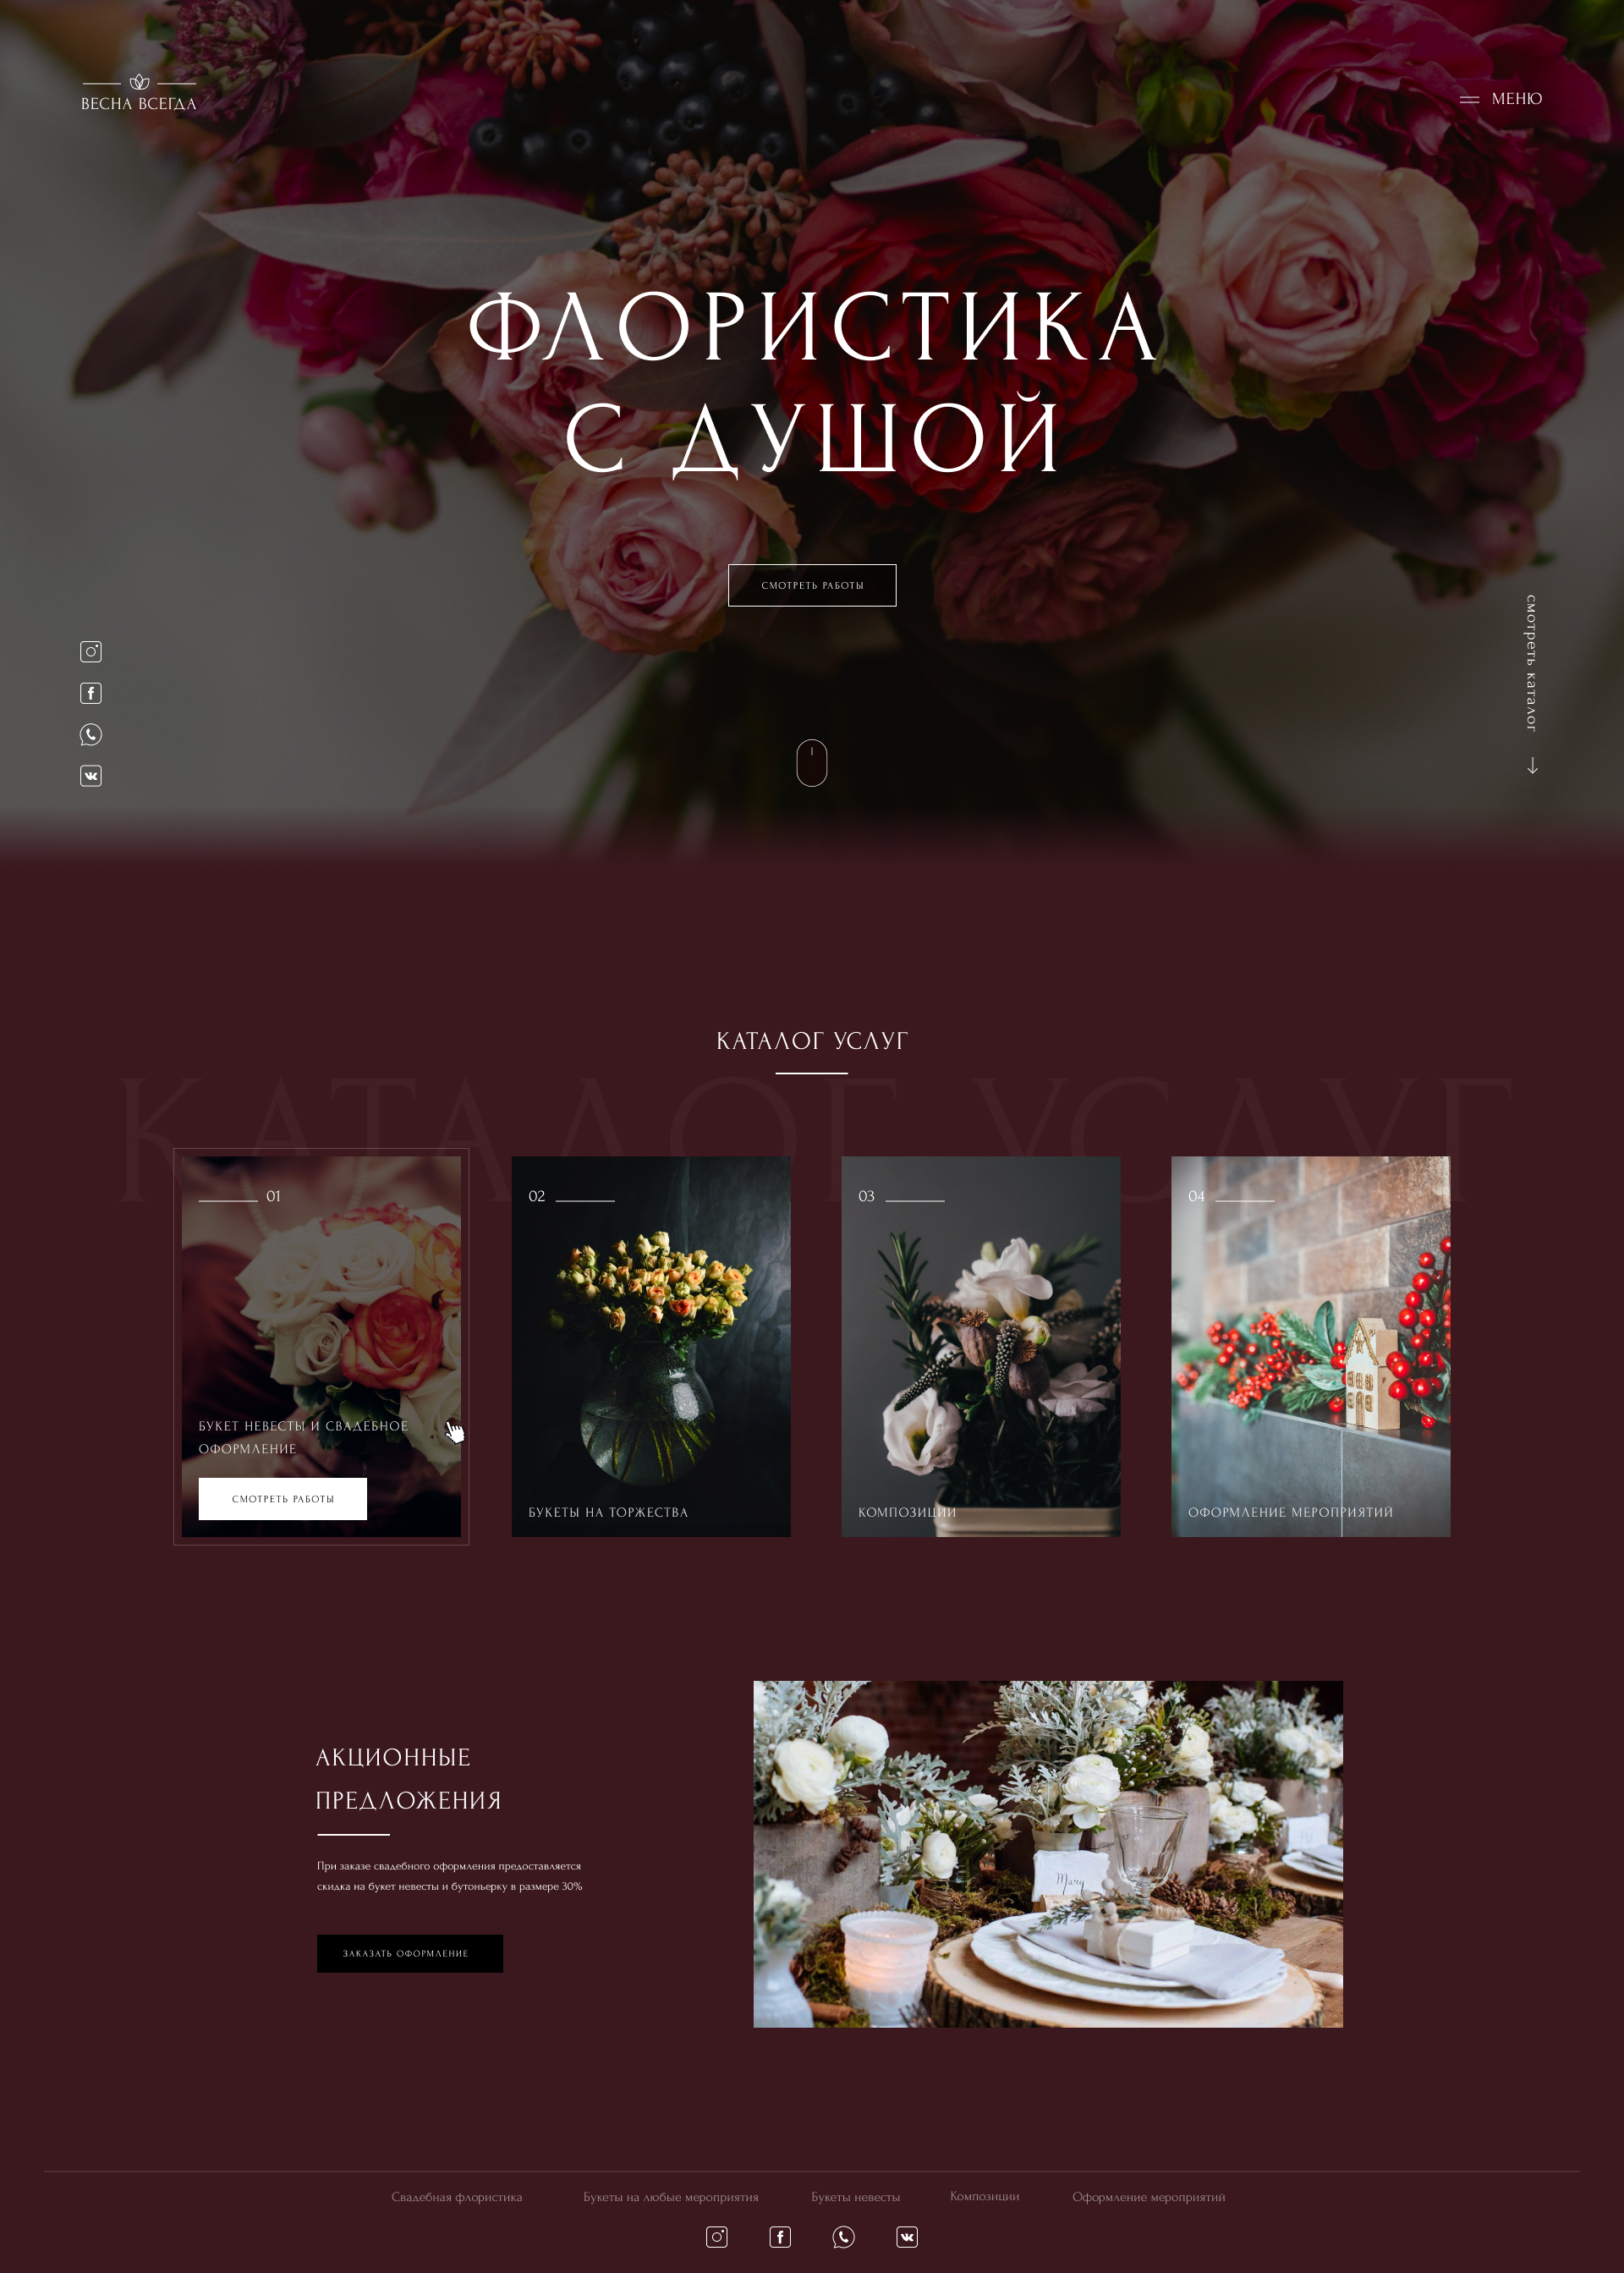 ВЕСНА ВСЕГДА
МЕНЮ
ФЛОРИСТИКА
С ДУШОЙ
СМОТРЕТЬ РАБОТЫ
смотреть каталог
КАТАЛОГ УСЛУГ
КАТАЛОГ УСЛУГ
01
БУКЕТ НЕВЕСТЫ И СВАДЕБНОЕ
ОФОРМЛЕНИЕ
СМОТРЕТЬ РАБОТЫ
02
БУКЕТЫ НА ТОРЖЕСТВА
03
КОМПОЗИЦИИ
04
ОФОРМЛЕНИЕ МЕРОПРИЯТИЙ
АКЦИОННЫЕ
ПРЕДЛОЖЕНИЯ
При заказе свадебного оформления предоставляется
скидка на букет невесты и бутоньерку в размере 30%
ЗАКАЗАТЬ ОФОРМЛЕНИЕ
Mary
Свадебная флористика
Букеты на любые мероприятия
Букеты невесты
Композиции
Оформление мероприятий